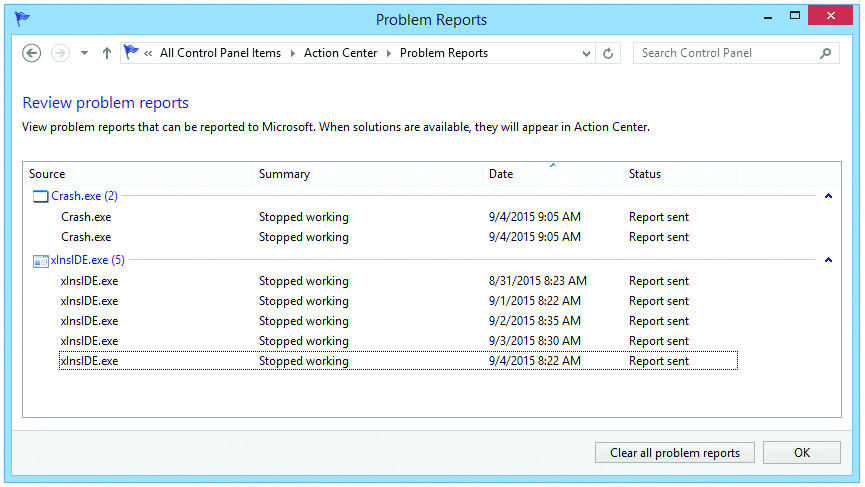 Problem Reports
« All Control Panel Items Action Center Problem Reports Search Control Panel
Review problem reports
View problem reports that can be reported to Microsoft. When solutions are available, they will appear in Action Center.
Source Summary Date Status
Crash.exe (2)
Crash.exe Stopped working 9/4/2015 9:05 AM Report sent
Crash.exe Stopped working 9/4/2015 9:05 AM Report sent
xInsIDE.exe (5)
xInsIDE.exe Stopped working 8/31/2015 8:23 AM Report sent
xInsIDE.exe Stopped working 9/1/2015 8:22 AM Report sent
xInsIDE.exe Stopped working 9/2/2015 8:35 AM Report sent
xInsIDE.exe Stopped working 9/3/2015 8:30 AM Report sent
xInsIDE.exe Stopped working 9/4/2015 8:22 AM Report sent
Clear all problem reports OK